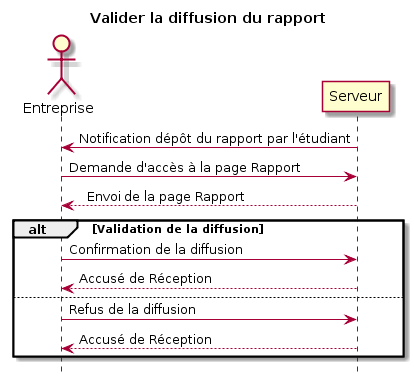 Valider la diffusion du rapport
Entreprise
Serveur
Notification dépôt du rapport par l'étudiant
Demande d'accès à la page Rapport
Envoi de la page Rapport
alt [Validation de la diffusion]
Confirmation de la diffusion
Accusé de Réception
Refus de la diffusion
Accusé de Réception